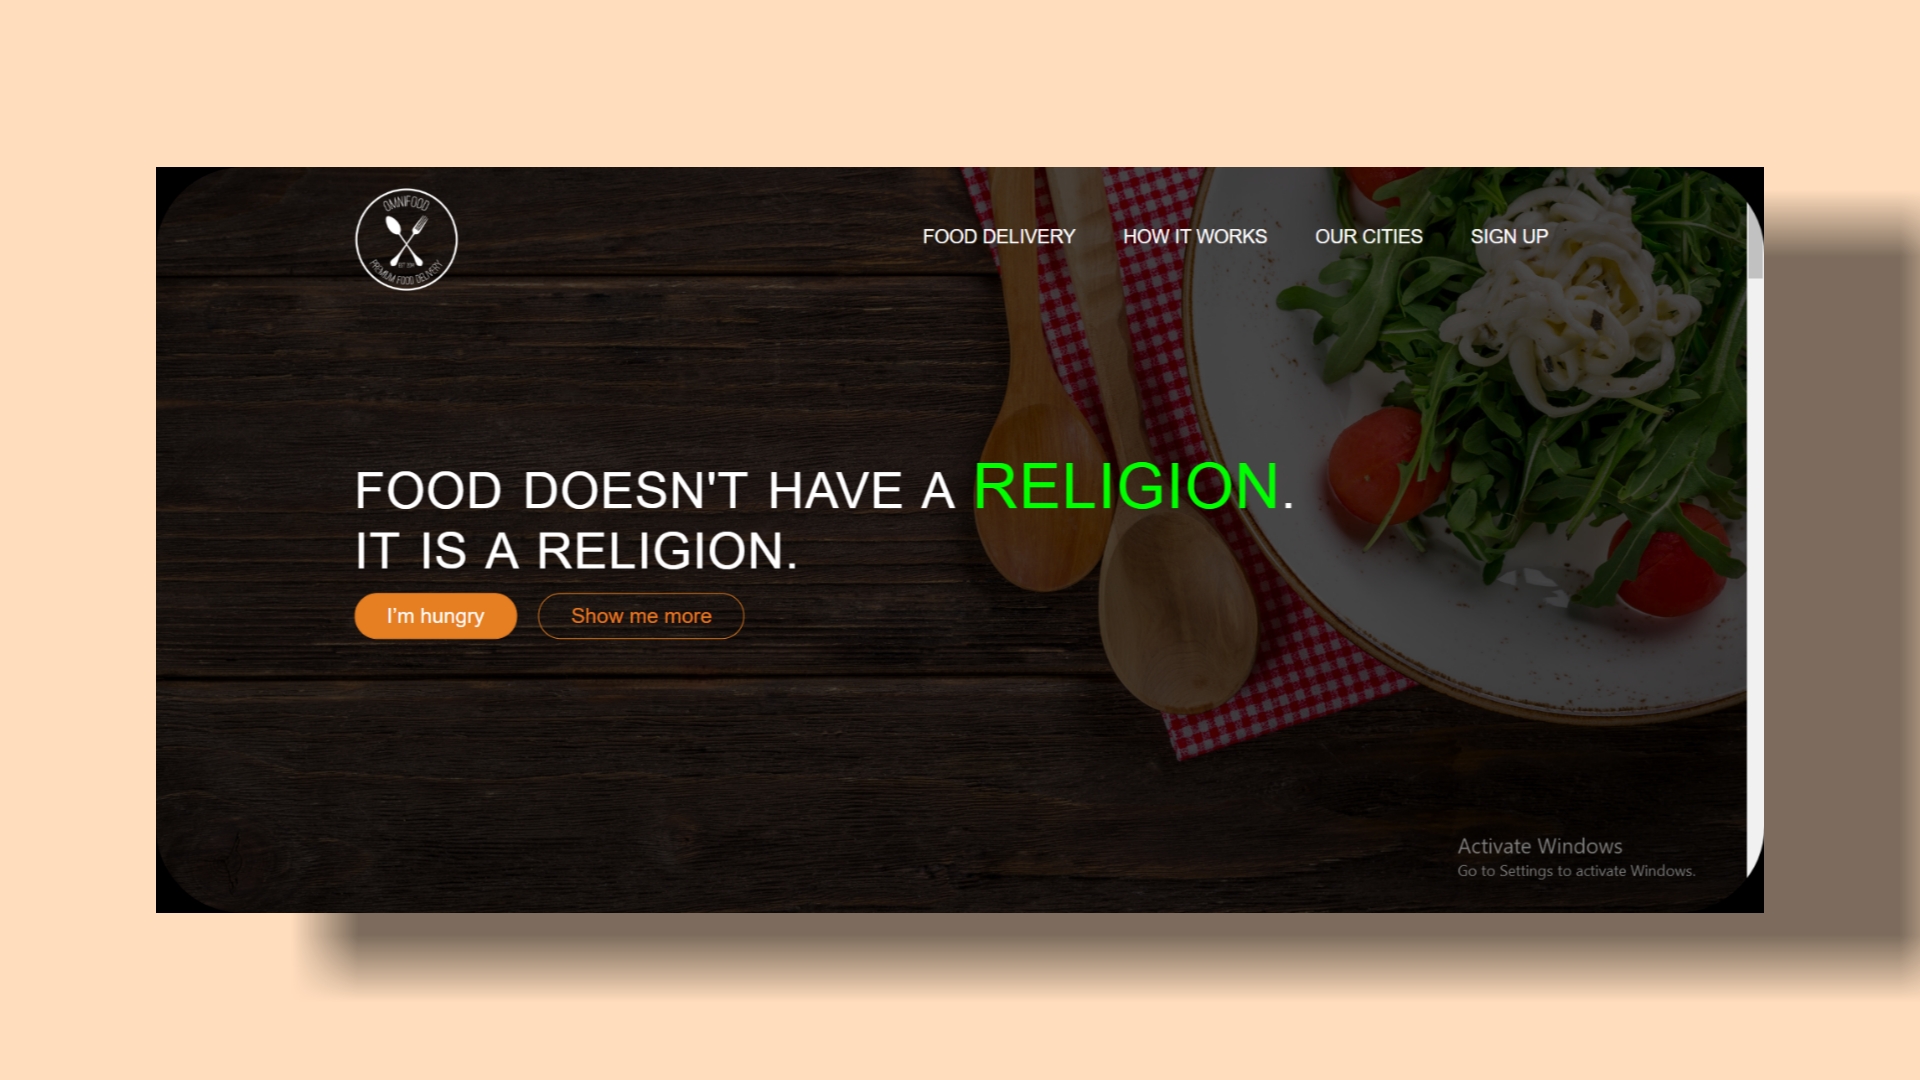 OMNIFOOD
PREMIUM FOOD DELIVERY
FOOD DELIVERY HOW IT WORKS OUR CITIES SIGN UP
FOOD DOESN'T HAVE A RELIGION.
IT IS A RELIGION.
I'm hungry Show me more
Activate Windows
Go to Settings to activate Windows.